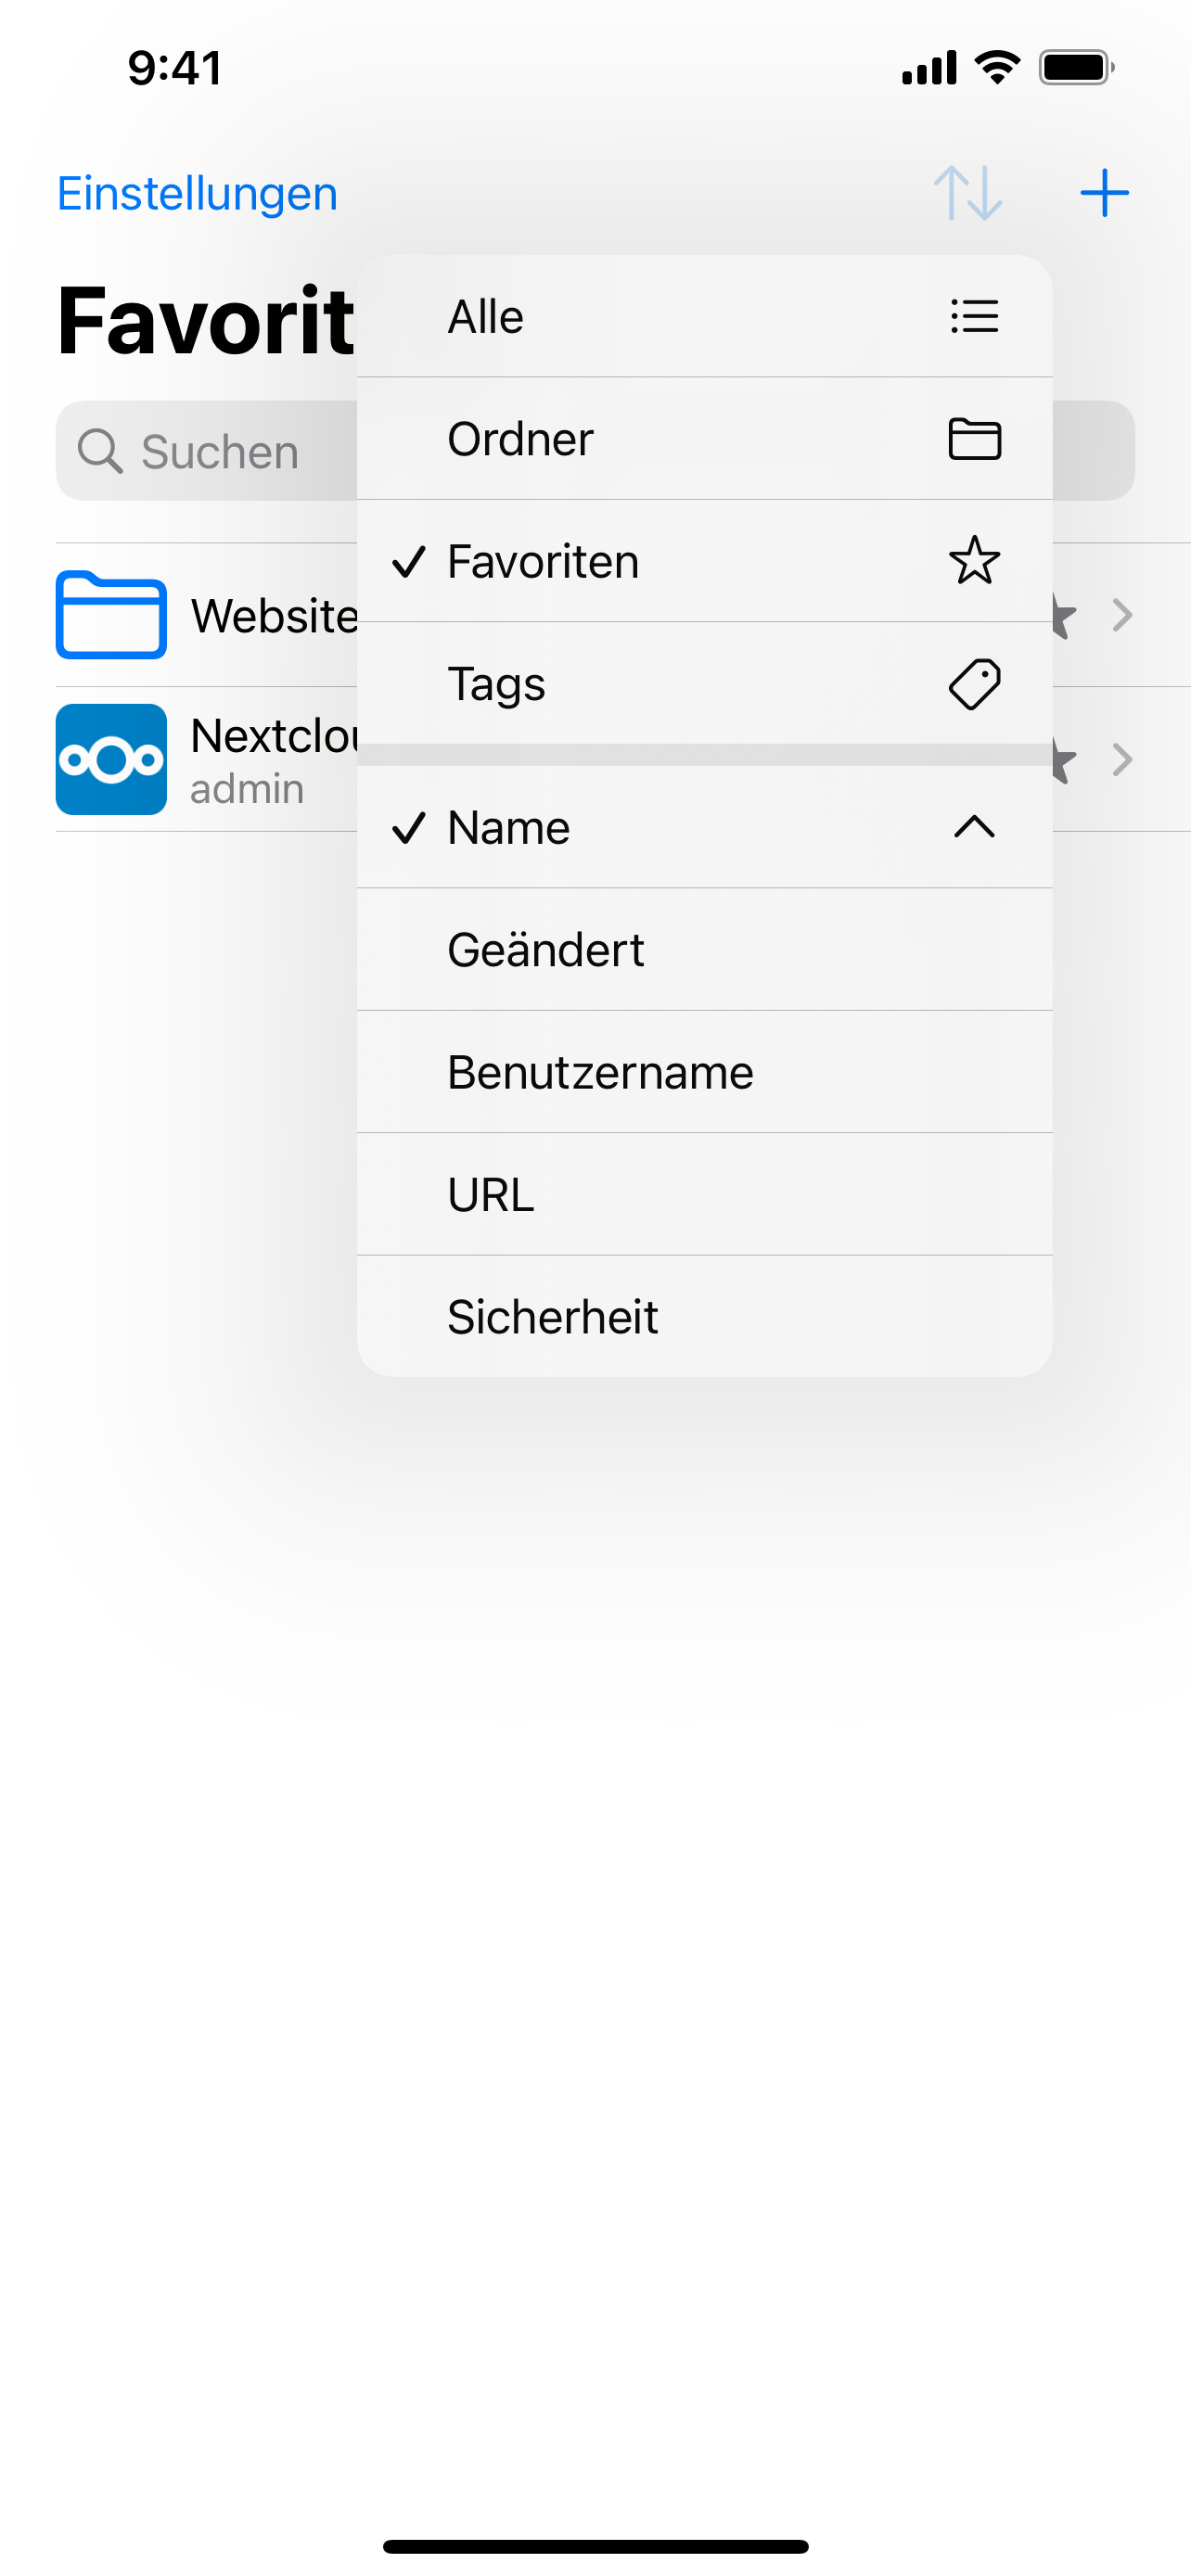 9:41
Einstellungen
Favorit
Suchen
Alle
Ordner
Favoriten
Tags
Website
Nextclou
admin
Name
Geändert
Benutzername
URL
Sicherheit